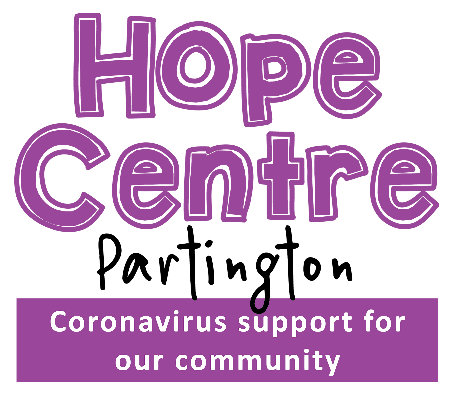 Hope
Centre
Partington
Coronavirus support for
our community